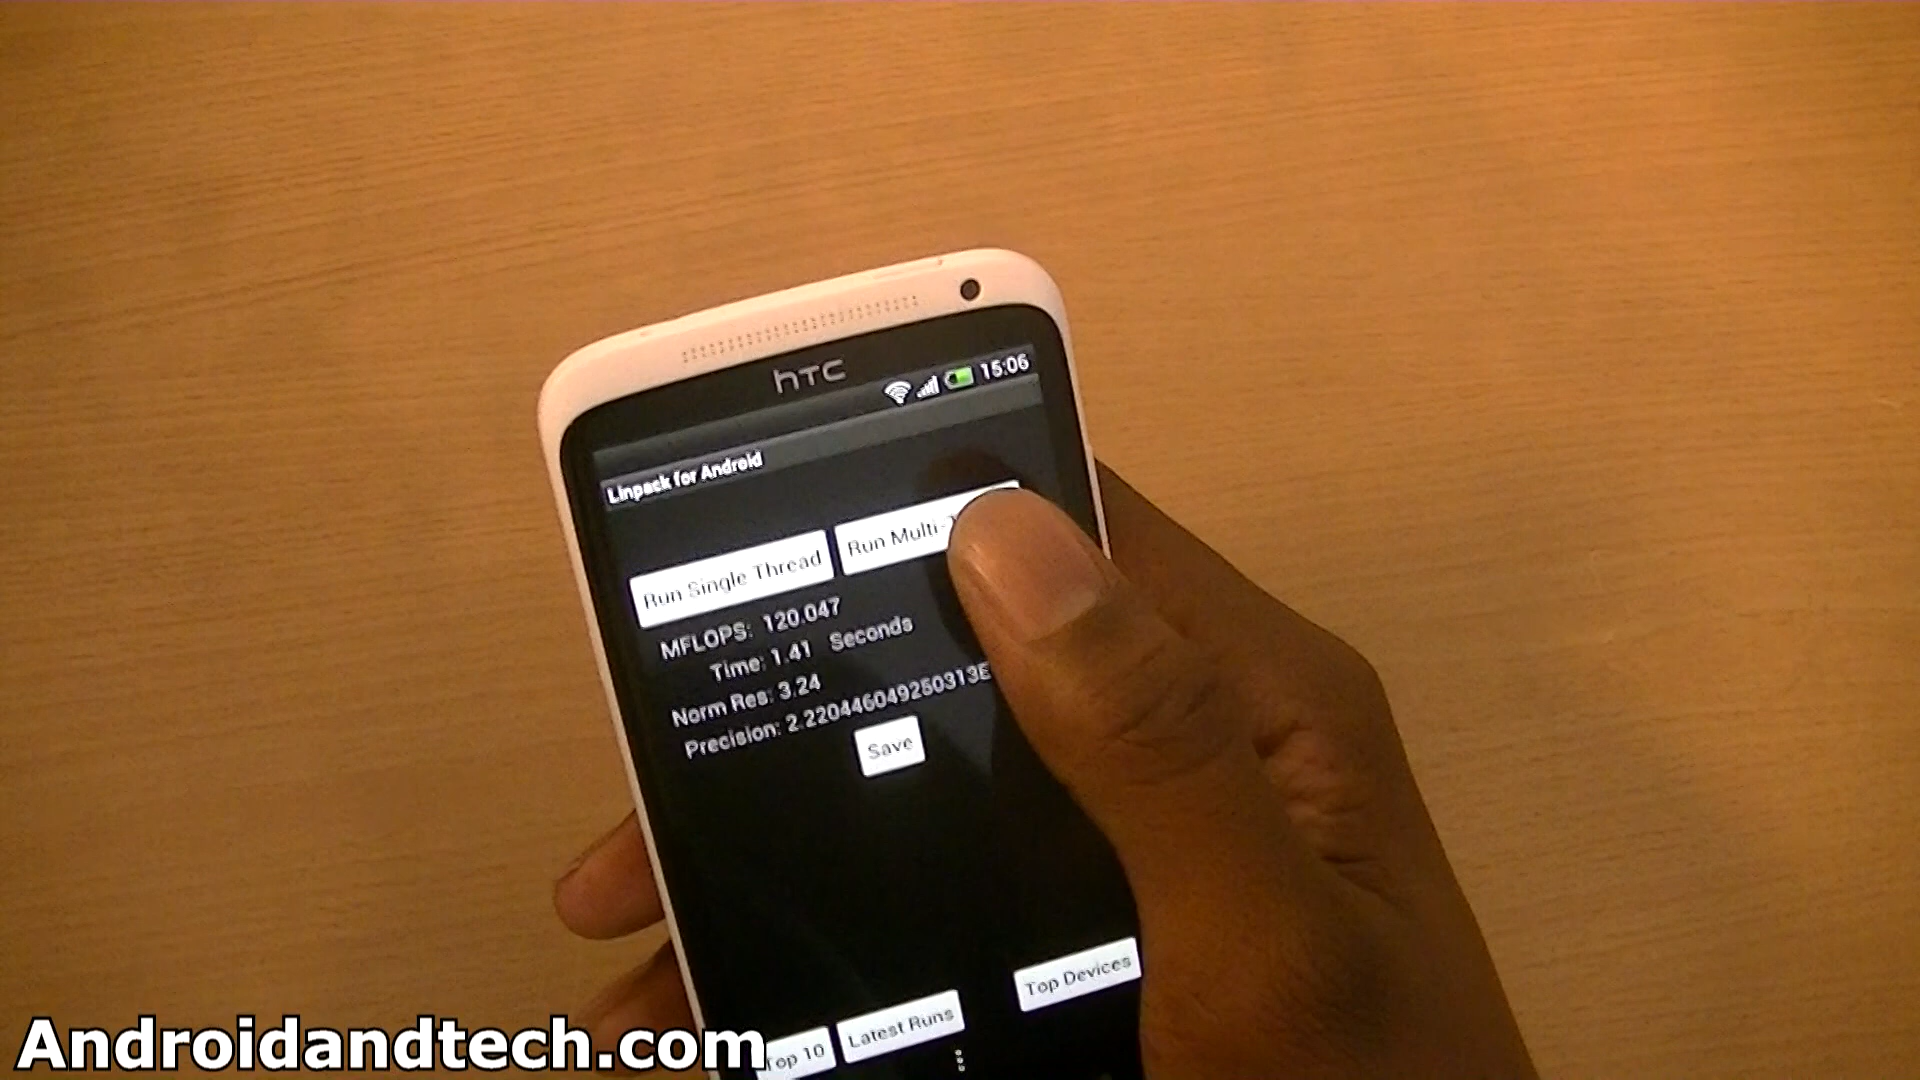 hTC
15:06
Linpack for Android
Run Single Thread
Run Multi-
MFLOPS: 120.047
Time: 1.41 Seconds
Norm Res: 3.24
Precision: 2.220446049250313E
Save
Top Devices
Latest Runs
Top 10
Androidandtech.com